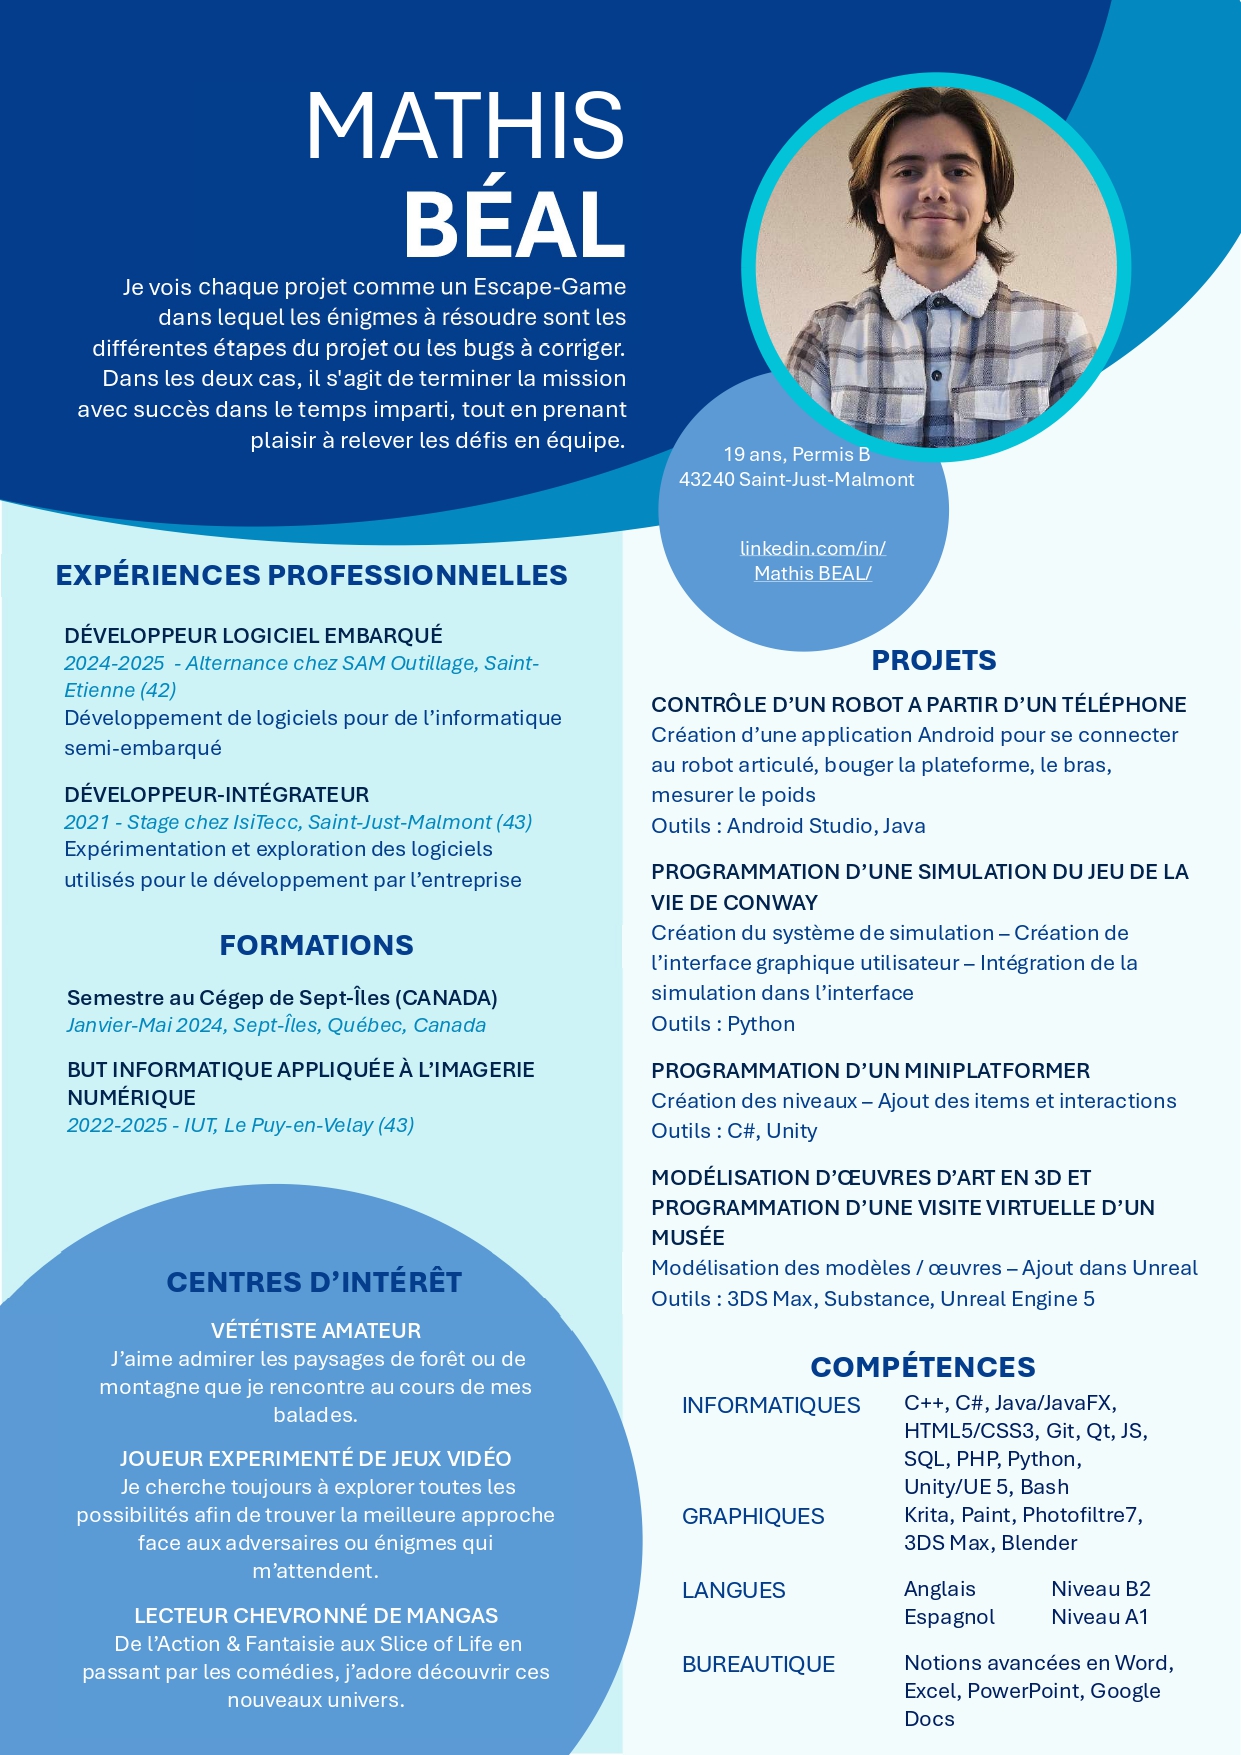 MATHIS
BÉAL
Je vois chaque projet comme un Escape-Game
dans lequel les énigmes à résoudre sont les
différentes étapes du projet ou les bugs à corriger.
Dans les deux cas, il s'agit de terminer la mission
avec succès dans le temps imparti, tout en prenant
plaisir à relever les défis en équipe.
19 ans, Permis B
43240 Saint-Just-Malmont
linkedin.com/in/
Mathis BEAL/
EXPÉRIENCES PROFESSIONNELLES
DÉVELOPPEUR LOGICIEL EMBARQUÉ
2024-2025 - Alternance chez SAM Outillage, Saint-
Etienne (42)
Développement de logiciels pour de l’informatique
semi-embarqué
DÉVELOPPEUR-INTÉGRATEUR
2021 - Stage chez IsiTecc, Saint-Just-Malmont (43)
Expérimentation et exploration des logiciels
utilisés pour le développement par l’entreprise
FORMATIONS
Semestre au Cégep de Sept-Îles (CANADA)
Janvier-Mai 2024, Sept-Îles, Québec, Canada
BUT INFORMATIQUE APPLIQUÉE À L’IMAGERIE
NUMÉRIQUE
2022-2025 - IUT, Le Puy-en-Velay (43)
CENTRES D’INTÉRÊT
VÉTÉTISTE AMATEUR
J’aime admirer les paysages de forêt ou de
montagne que je rencontre au cours de mes
balades.
JOUEUR EXPERIMENTÉ DE JEUX VIDÉO
Je cherche toujours à explorer toutes les
possibilités afin de trouver la meilleure approche
face aux adversaires ou énigmes qui
m’attendent.
LECTEUR CHEVRONNÉ DE MANGAS
De l’Action & Fantaisie aux Slice of Life en
passant par les comédies, j’adore découvrir ces
nouveaux univers.
PROJETS
CONTRÔLE D’UN ROBOT A PARTIR D’UN TÉLÉPHONE
Création d’une application Android pour se connecter
au robot articulé, bouger la plateforme, le bras,
mesurer le poids
Outils : Android Studio, Java
PROGRAMMATION D’UNE SIMULATION DU JEU DE LA
VIE DE CONWAY
Création du système de simulation – Création de
l’interface graphique utilisateur – Intégration de la
simulation dans l’interface
Outils : Python
PROGRAMMATION D’UN MINIPLATFORMER
Création des niveaux – Ajout des items et interactions
Outils : C#, Unity
MODÉLISATION D’ŒUVRES D’ART EN 3D ET
PROGRAMMATION D’UNE VISITE VIRTUELLE D’UN
MUSÉE
Modélisation des modèles / œuvres – Ajout dans Unreal
Outils : 3DS Max, Substance, Unreal Engine 5
COMPÉTENCES
INFORMATIQUES C++, C#, Java/JavaFX,
HTML5/CSS3, Git, Qt, JS,
SQL, PHP, Python,
Unity/UE 5, Bash
GRAPHIQUES Krita, Paint, Photofiltre7,
3DS Max, Blender
LANGUES Anglais Niveau B2
Espagnol Niveau A1
BUREAUTIQUE Notions avancées en Word,
Excel, PowerPoint, Google
Docs